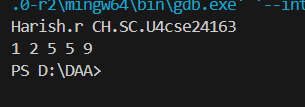 .0-r2\mingw64\bin\gdb.exe' '--int
Harish.r CH.SC.U4cse24163
1 2 5 5 9
PS D:\DAA>